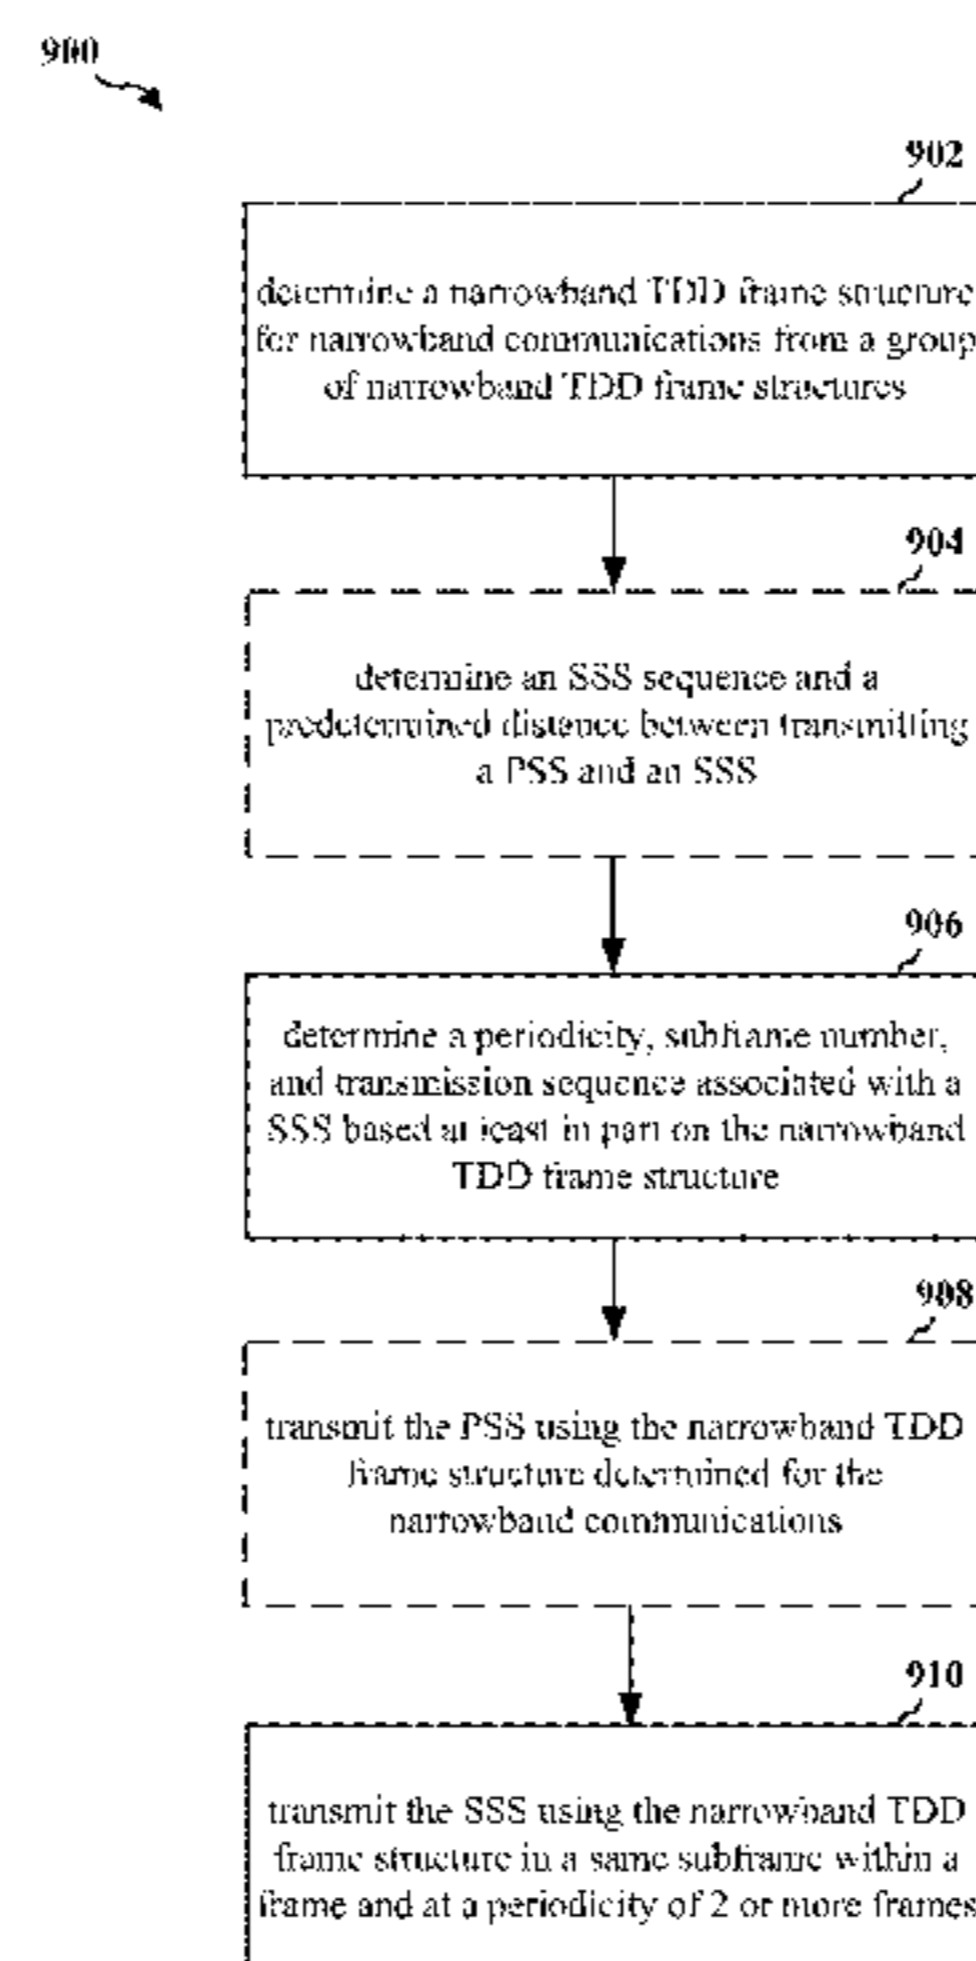 900
902
determine a narrowband TDD frame structure
for narrowband communications from a group
of narrowband TDD frame structures
904
determine an SSS sequence and a
predetermined distance between transmitting
a PSS and an SSS
906
determine a periodicity, subframe number,
and transmission sequence associated with a
SSS based at least in part on the narrowband
TDD frame structure
908
transmit the PSS using the narrowband TDD
frame structure determined for the
narrowband communications
910
transmit the SSS using the narrowband TDD
frame structure in a same subframe within a
frame and at a periodicity of 2 or more frames